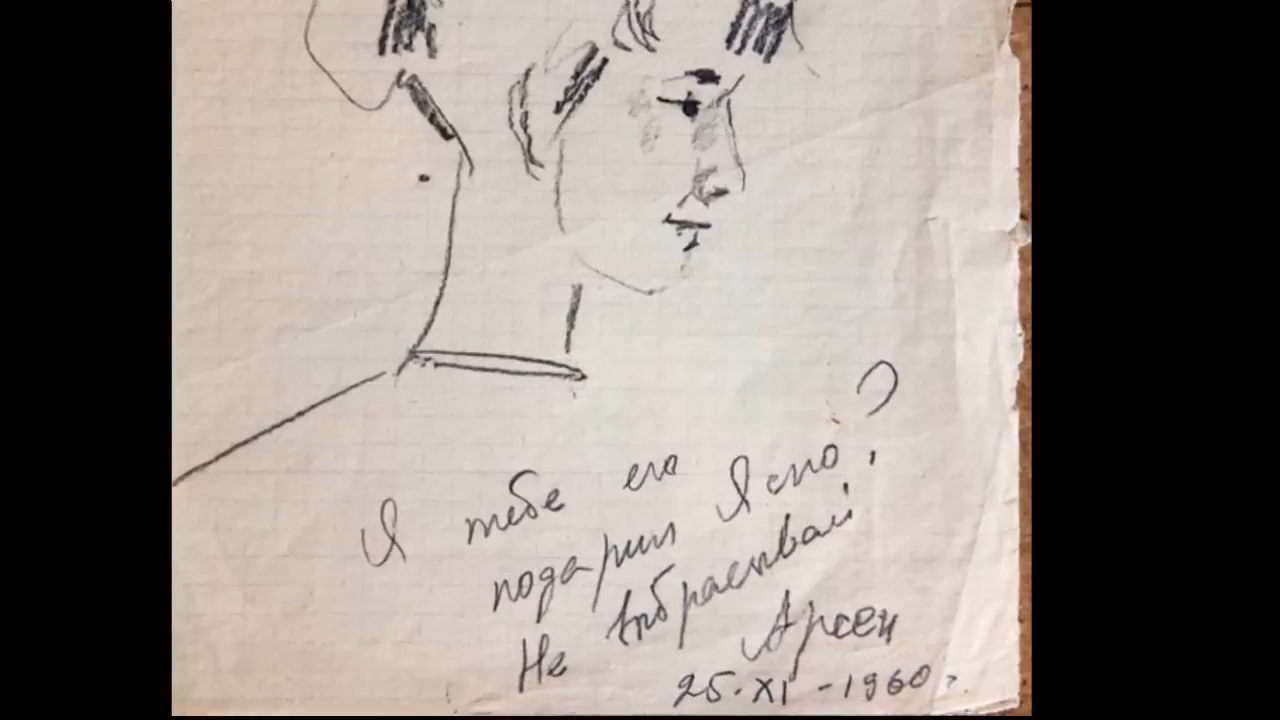 Я тебе его
подарил Ясно?
Не выбрасывай
Арсен
25.XI -1960.